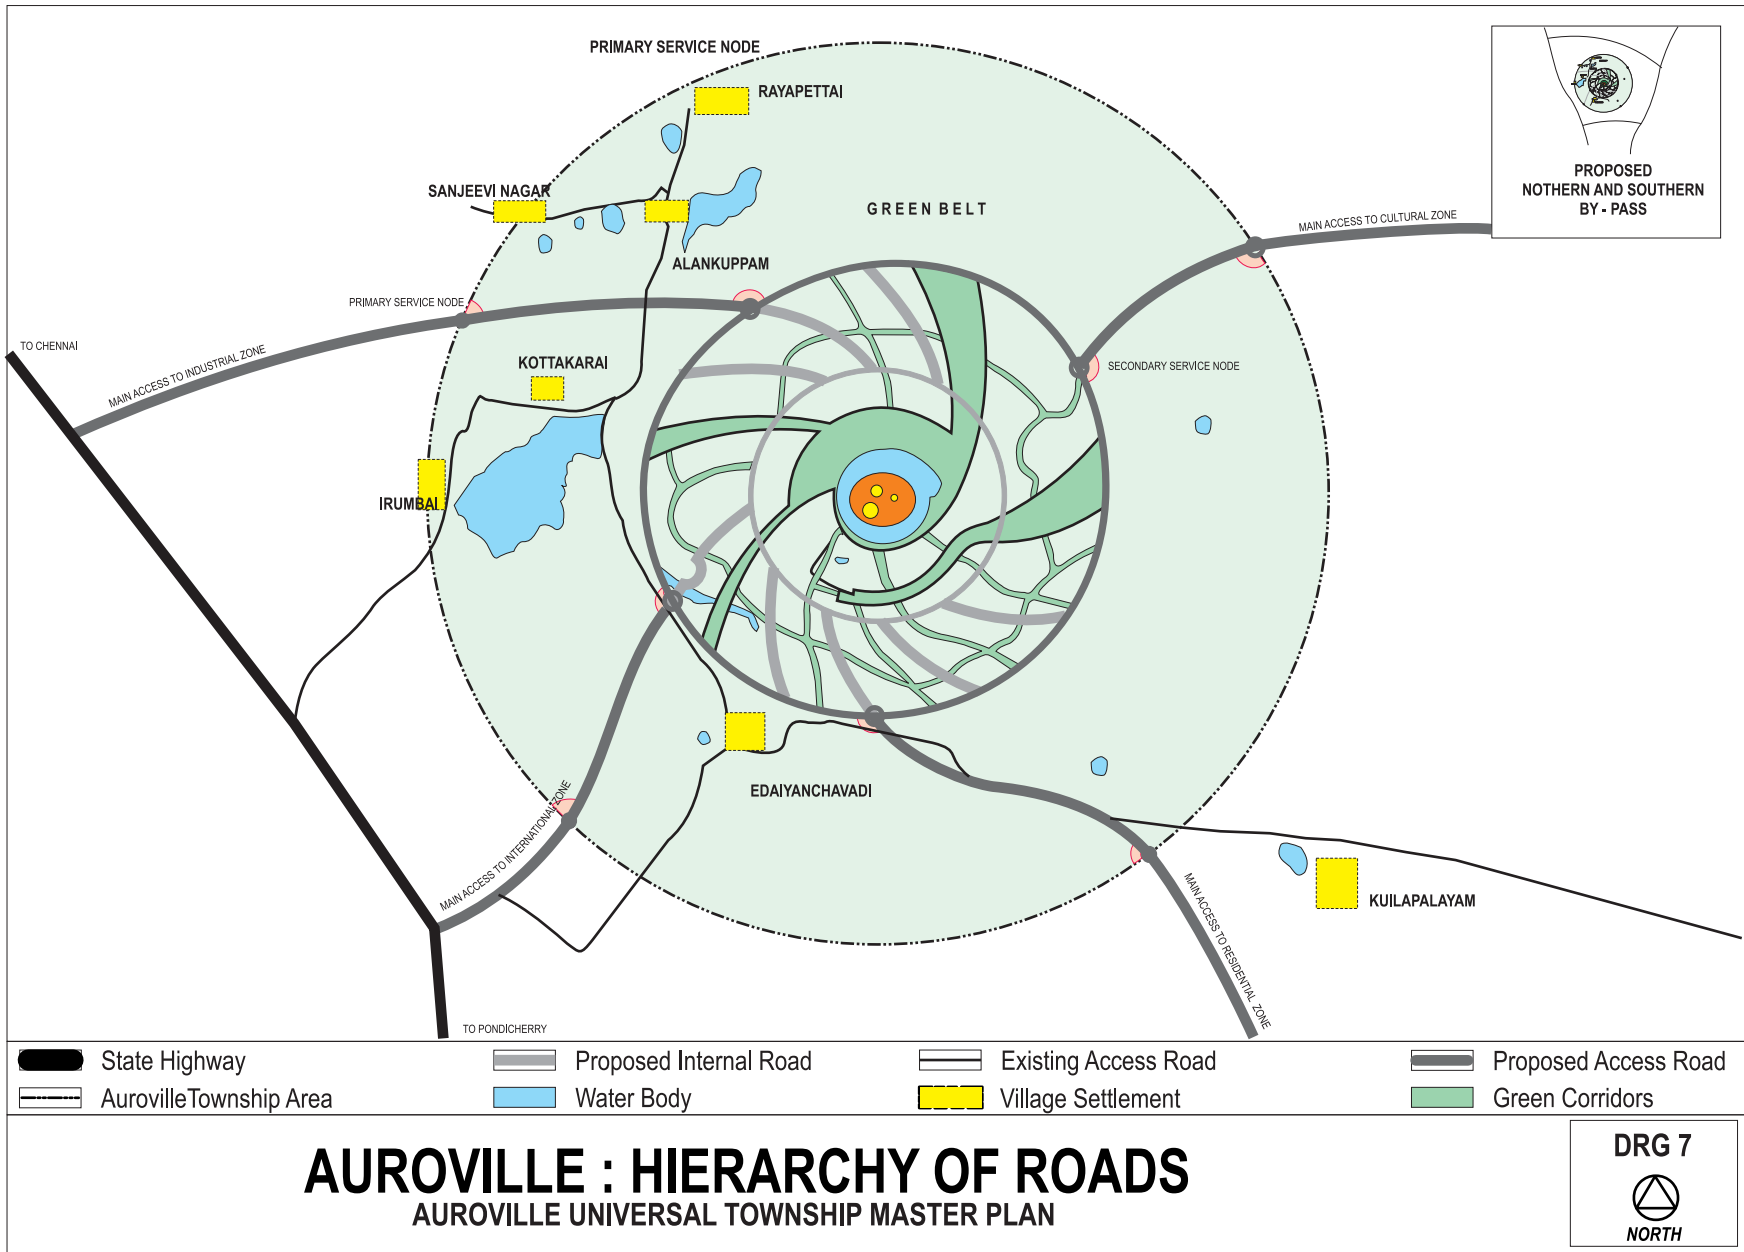 PRIMARY SERVICE NODE
RAYAPETTAI
SANJEEVI NAGAR
GREEN BELT
ALANKUPPAM
MAIN ACCESS TO CULTURAL ZONE
PROPOSED
NOTHERN AND SOUTHERN
BY - PASS
PRIMARY SERVICE NODE
TO CHENNAI
MAIN ACCESS TO INDUSTRIAL ZONE
KOTTAKARAI
SECONDARY SERVICE NODE
IRUMBAI
EDAIYANCHAVADI
MAIN ACCESS TO INTERNATIONAL ZONE
KUILAPALAYAM
MAIN ACCESS TO RESIDENTIAL ZONE
TO PONDICHERRY
State Highway
Proposed Internal Road
Existing Access Road
Proposed Access Road
AurovilleTownship Area
Water Body
Village Settlement
Green Corridors
AUROVILLE : HIERARCHY OF ROADS
AUROVILLE UNIVERSAL TOWNSHIP MASTER PLAN
DRG 7
NORTH